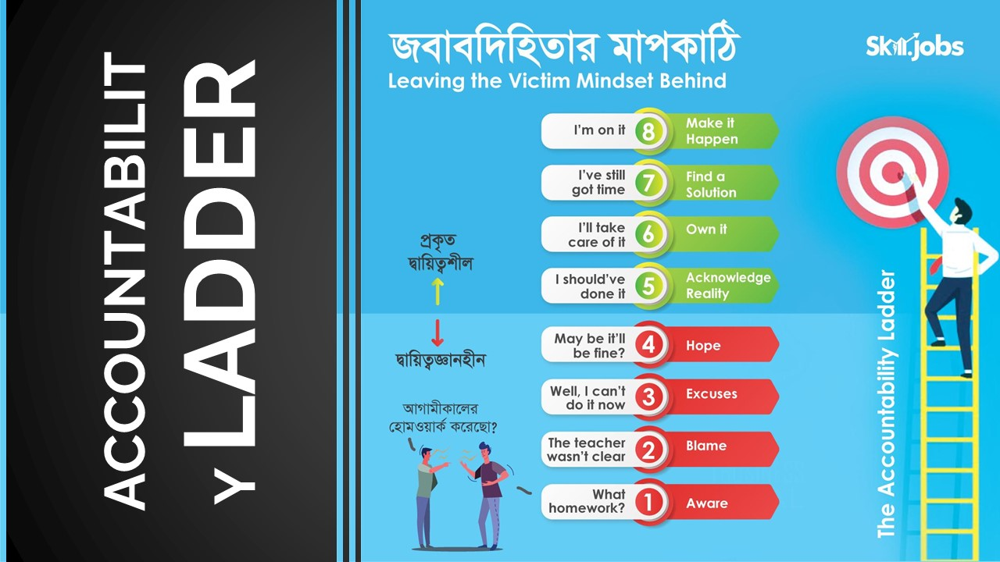 ACCOUNTABILIT
Y LADDER
জবাবদিহিতার মাপকাঠি
Leaving the Victim Mindset Behind
Skill.jobs
I'm on it
8
Make it
Happen
I've still
got time
7
Find a
Solution
I'll take
care of it
6
Own it
I should've
done it
5
Acknowledge
Reality
May be it'll
be fine?
4
Hope
Well, I can't
do it now
3
Excuses
The teacher
wasn't clear
2
Blame
What
homework?
1
Aware
প্রকৃত
দ্বায়িত্বশীল
দ্বায়িত্বজ্ঞানহীন
আগামীকালের
হোমওয়ার্ক করেছো?
The Accountability Ladder